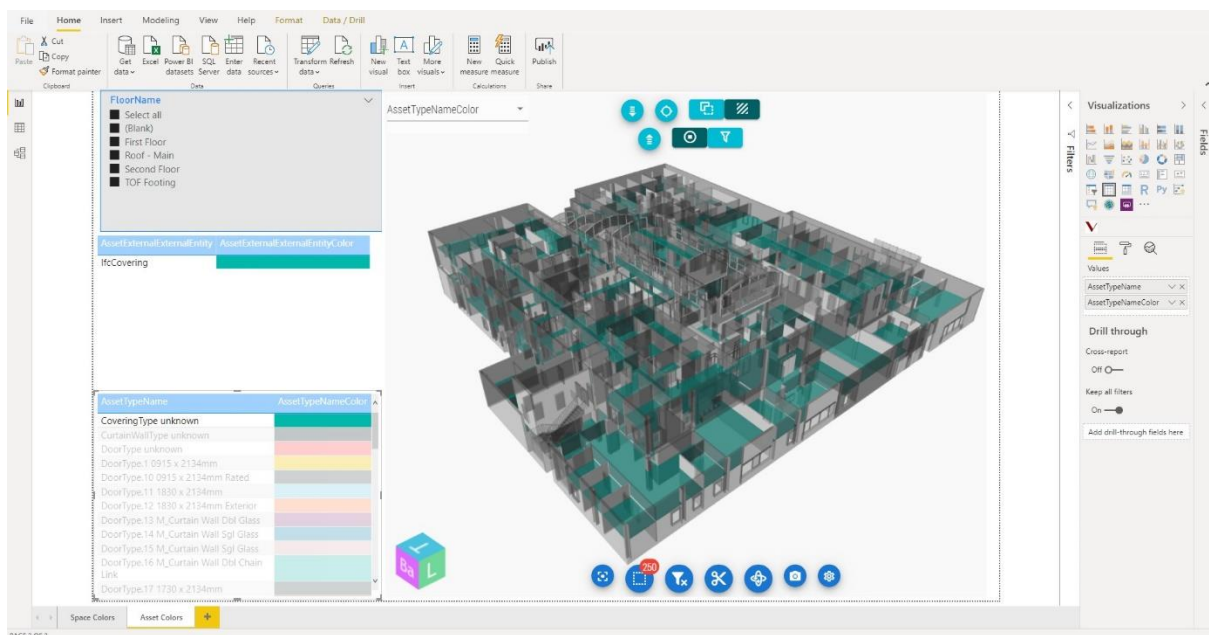 File Home Insert Modeling View Help Format Data / Drill
Paste
Cut
Copy
Format painter
Get data
Excel
Power BI datasets
SQL Server
Enter data
Recent sources
Transform data
Refresh
New visual
Text box
More visuals
New measure
Quick measure
Publish
Clipboard Data Queries Insert Calculations Share
FloorName
Select all
(Blank)
First Floor
Roof - Main
Second Floor
TOF Footing
AssetExternalExternalEntity AssetExternalExternalEntityColor
IfcCovering
AssetTypeName AssetTypeNameColor
CoveringType unknown
CurtainWallType unknown
DoorType unknown
DoorType.1 0915 x 2134mm
DoorType.10 0915 x 2134mm Rated
DoorType.11 1830 x 2134mm
DoorType.12 1830 x 2134mm Exterior
DoorType.13 M_Curtain Wall Dbl Glass
DoorType.14 M_Curtain Wall Sgl Glass
DoorType.15 M_Curtain Wall Sgl Glass
DoorType.16 M_Curtain Wall Dbl Chain
Link
DoorType.17 1730 x 2134mm
AssetTypeNameColor
Ba L
250
Filters
Visualizations
R Py
Values
AssetTypeName
AssetTypeNameColor
Drill through
Cross-report
Off
Keep all filters
On
Add drill-through fields here
Fields
Space Colors Asset Colors +